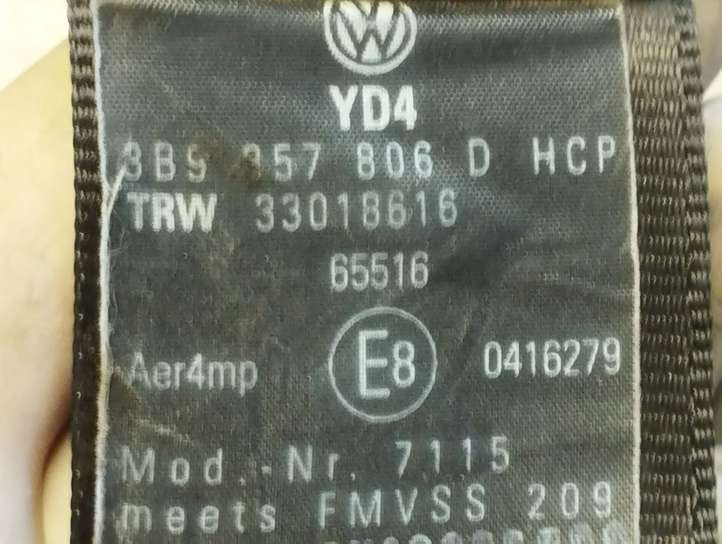 YD4
3B9 857 806 D HCP
TRW 33018616
65516
Aer4mp E8 0416279
Mod.-Nr. 7115
meets FMVSS 209